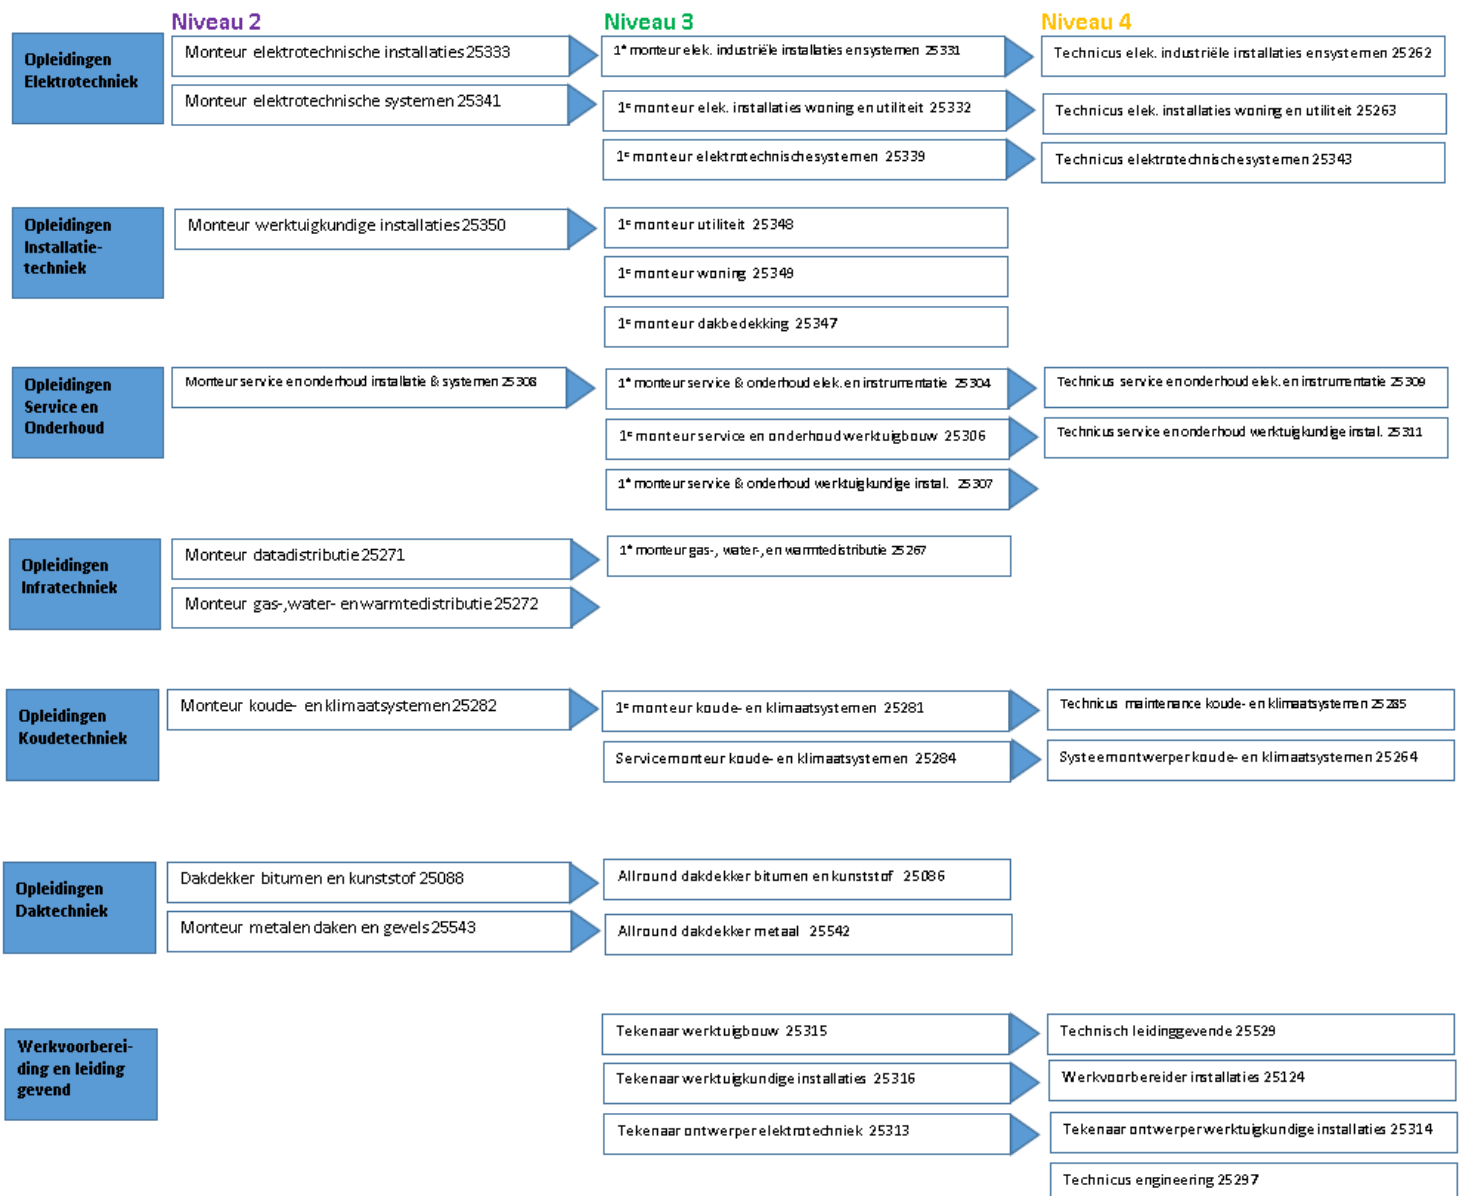 Niveau 2
Niveau 3
Niveau 4
Opleidingen
Elektrotechniek
Monteur elektrotechnische installaties 25333
1e monteur elek. industriële installaties en systemen 25331
Technicus elek. industriële installaties en systemen 25262
Monteur elektrotechnische systemen 25341
1e monteur elek. installaties woning en utiliteit 25332
Technicus elek. installaties woning en utiliteit 25263
1e monteur elektrotechnische systemen 25339
Technicus elektrotechnische systemen 25343
Opleidingen
Installatie-
techniek
Monteur werktuigkundige installaties 25350
1e monteur utiliteit 25348
1e monteur woning 25349
1e monteur dakbedekking 25347
Opleidingen
Service en
Onderhoud
Monteur service en onderhoud installatie & systemen 25308
1e monteur service & onderhoud elek. en instrumentatie 25304
Technicus service en onderhoud elek. en instrumentatie 25309
1e monteur service en onderhoud werktuigbouw 25306
Technicus service en onderhoud werktuigkundige instal. 25311
1e monteur service & onderhoud werktuigkundige instal. 25307
Opleidingen
Infratechniek
Monteur datadistributie 25271
1e monteur gas-, water-, en warmtedistributie 25267
Monteur gas-, water- en warmtedistributie 25272
Opleidingen
Koudetechniek
Monteur koude- en klimaatsystemen 25282
1e monteur koude- en klimaatsystemen 25281
Technicus maintenance koude- en klimaatsystemen 25285
Servicemonteur koude- en klimaatsystemen 25284
Systeemontwerper koude- en klimaatsystemen 25264
Opleidingen
Daktechniek
Dakdekker bitumen en kunststof 25088
Allround dakdekker bitumen en kunststof 25086
Monteur metalen daken en gevels 25543
Allround dakdekker metaal 25542
Werkvoorberei-
ding en leiding
gevend
Tekenaar werktuigbouw 25315
Technisch leidinggevende 25529
Tekenaar werktuigkundige installaties 25316
Werkvoorbereider installaties 25124
Tekenaar ontwerper elektrotechniek 25313
Tekenaar ontwerper werktuigkundige installaties 25314
Technicus engineering 25297